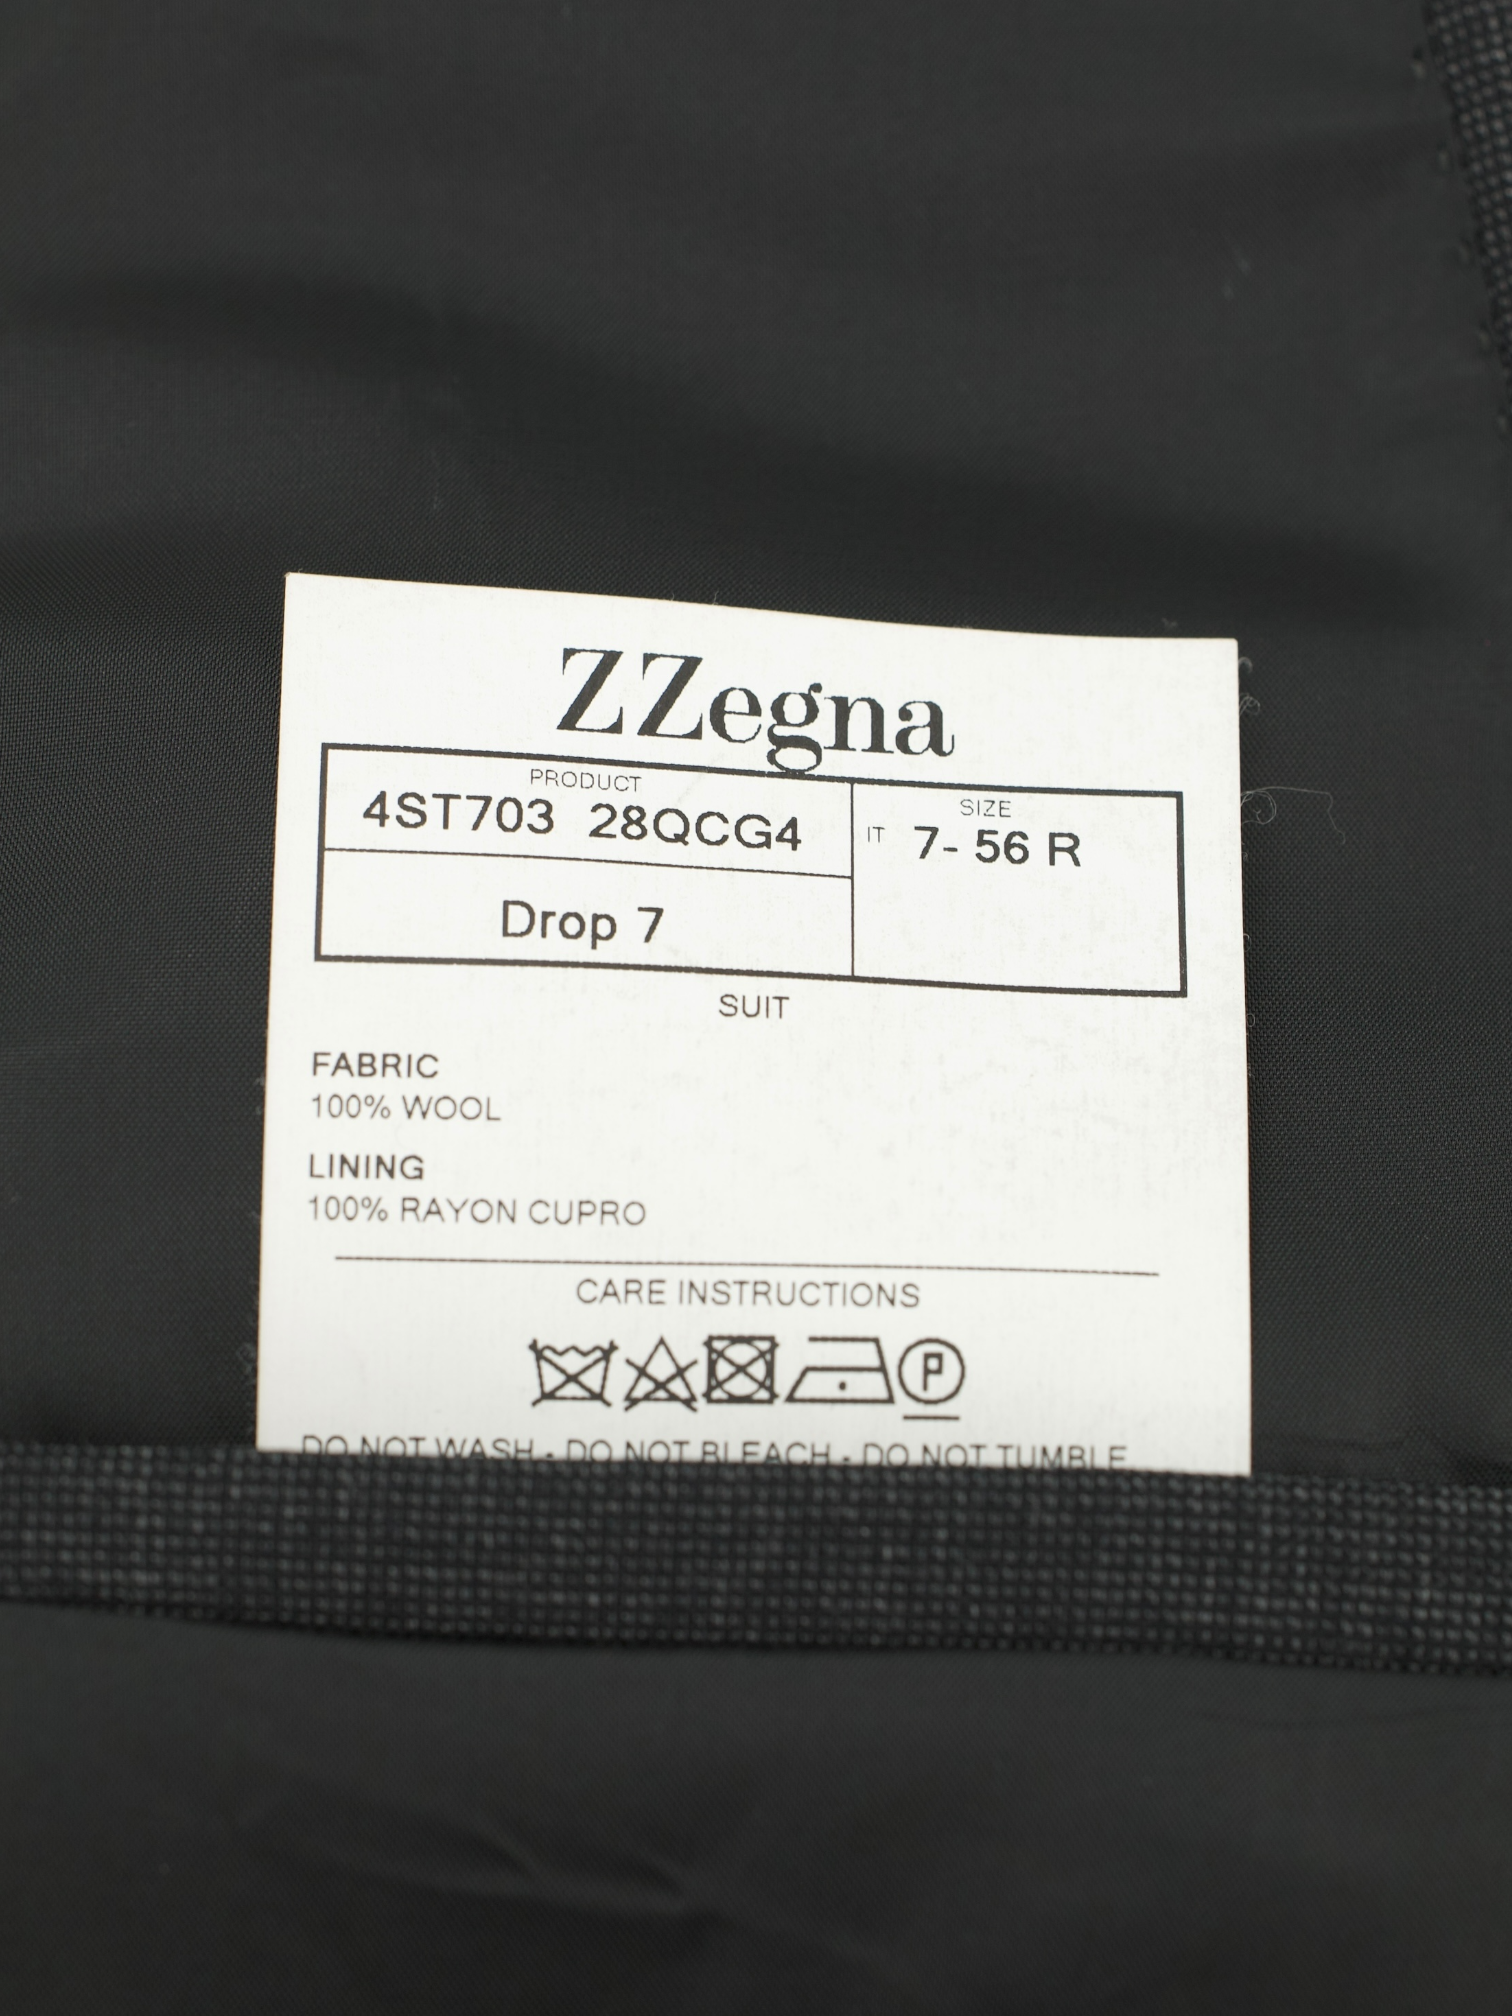 ZZegna
PRODUCT
4ST703 28QCG4
SIZE
IT 7- 56 R
Drop 7
SUIT
FABRIC
100% WOOL
LINING
100% RAYON CUPRO
CARE INSTRUCTIONS
P
DO NOT WASH - DO NOT BLEACH - DO NOT TUMBLE